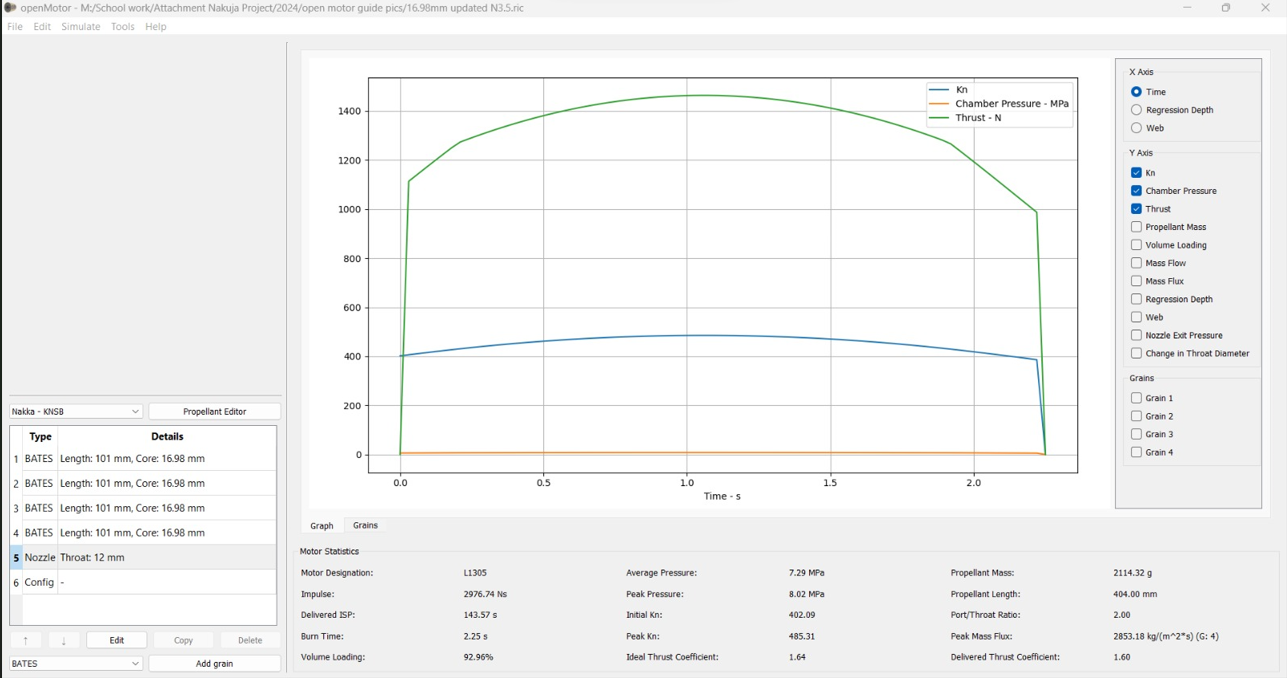 openMotor - M:/School work/Attachment Nakuja Project/2024/open motor guide pics/16.98mm updated N3.5.ric
File Edit Simulate Tools Help
Kn
Chamber Pressure - MPa
Thrust - N
1400
1200
1000
800
600
400
200
0
0.0 0.5 1.0 1.5 2.0
Time - s
X Axis
Time
Regression Depth
Web
Y Axis
Kn
Chamber Pressure
Thrust
Propellant Mass
Volume Loading
Mass Flow
Mass Flux
Regression Depth
Web
Nozzle Exit Pressure
Change in Throat Diameter
Grains
Grain 1
Grain 2
Grain 3
Grain 4
Nakka - KNSB Propellant Editor
Type Details
1 BATES Length: 101 mm, Core: 16.98 mm
2 BATES Length: 101 mm, Core: 16.98 mm
3 BATES Length: 101 mm, Core: 16.98 mm
4 BATES Length: 101 mm, Core: 16.98 mm
5 Nozzle Throat: 12 mm
6 Config -
↑ ↓ Edit Copy Delete
BATES Add grain
Graph Grains
Motor Statistics
Motor Designation: L1305 Average Pressure: 7.29 MPa Propellant Mass: 2114.32 g
Impulse: 2976.74 Ns Peak Pressure: 8.02 MPa Propellant Length: 404.00 mm
Delivered ISP: 143.57 s Initial Kn: 402.09 Port/Throat Ratio: 2.00
Burn Time: 2.25 s Peak Kn: 485.31 Peak Mass Flux: 2853.18 kg/(m^2*s) (G: 4)
Volume Loading: 92.96% Ideal Thrust Coefficient: 1.64 Delivered Thrust Coefficient: 1.60